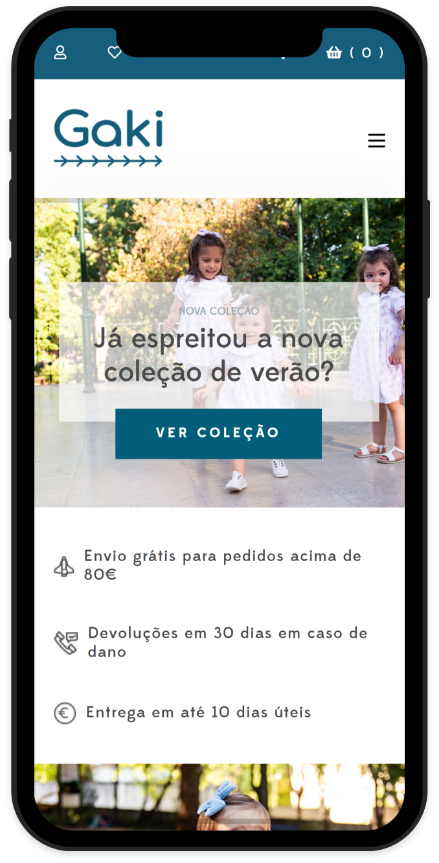 ( 0 )
Gaki
NOVA COLEÇÃO
Já espreitou a nova
coleção de verão?
VER COLEÇÃO
Envio grátis para pedidos acima de
80€
Devoluções em 30 dias em caso de
dano
€
Entrega em até 10 dias úteis